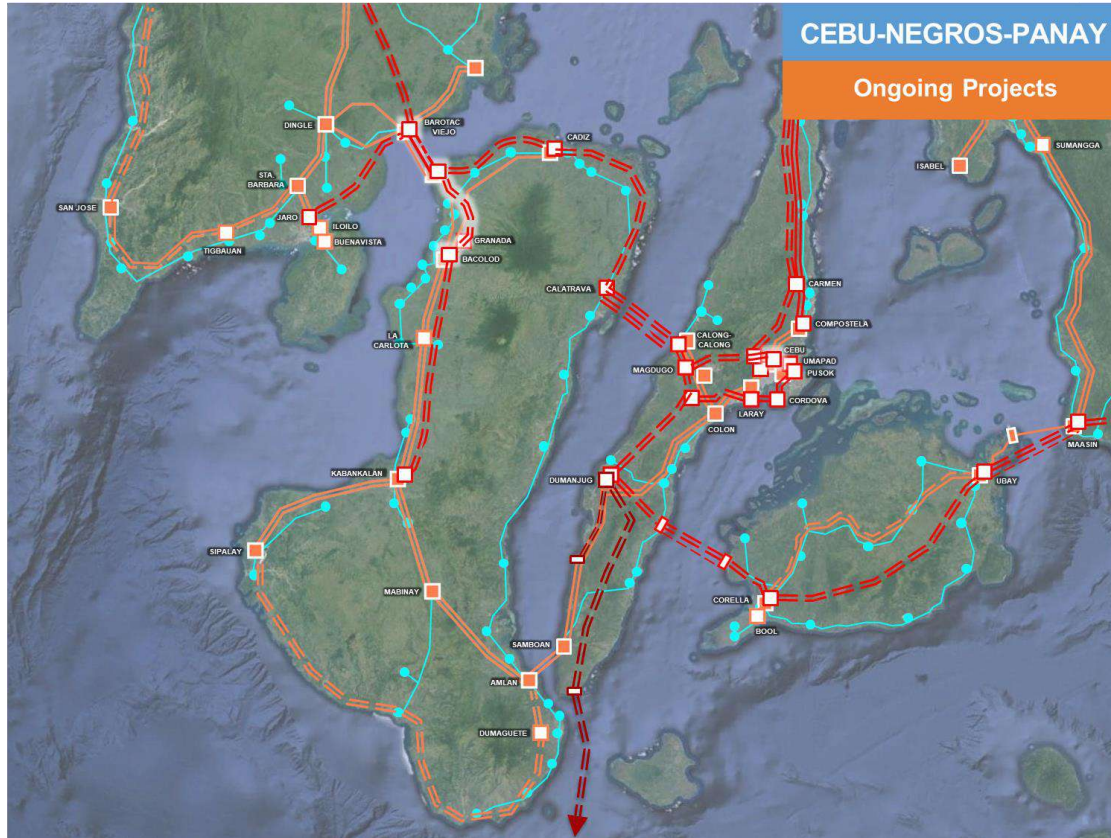 CEBU-NEGROS-PANAY
Ongoing Projects
BAROTAC
VIEJO
DINGLE
CADIZ
SUMANGGA
ISABEL
STA.
BARBARA
SAN JOSE
JARO
ILOILO
BUENAVISTA
TIGBAUAN
GRANADA
BACOLOD
CALATRAVA
CARMEN
COMPOSTELA
LA
CARLOTA
CALONG-
CALONG
CEBU
UMAPAD
PUSOK
MAGDUGO
LARAY
CORDOVA
COLON
MAASIN
KABANKALAN
DUMANJUG
UBAY
SIPALAY
MABINAY
CORELLA
BOOL
SAMBOAN
AMLAN
DUMAGUETE